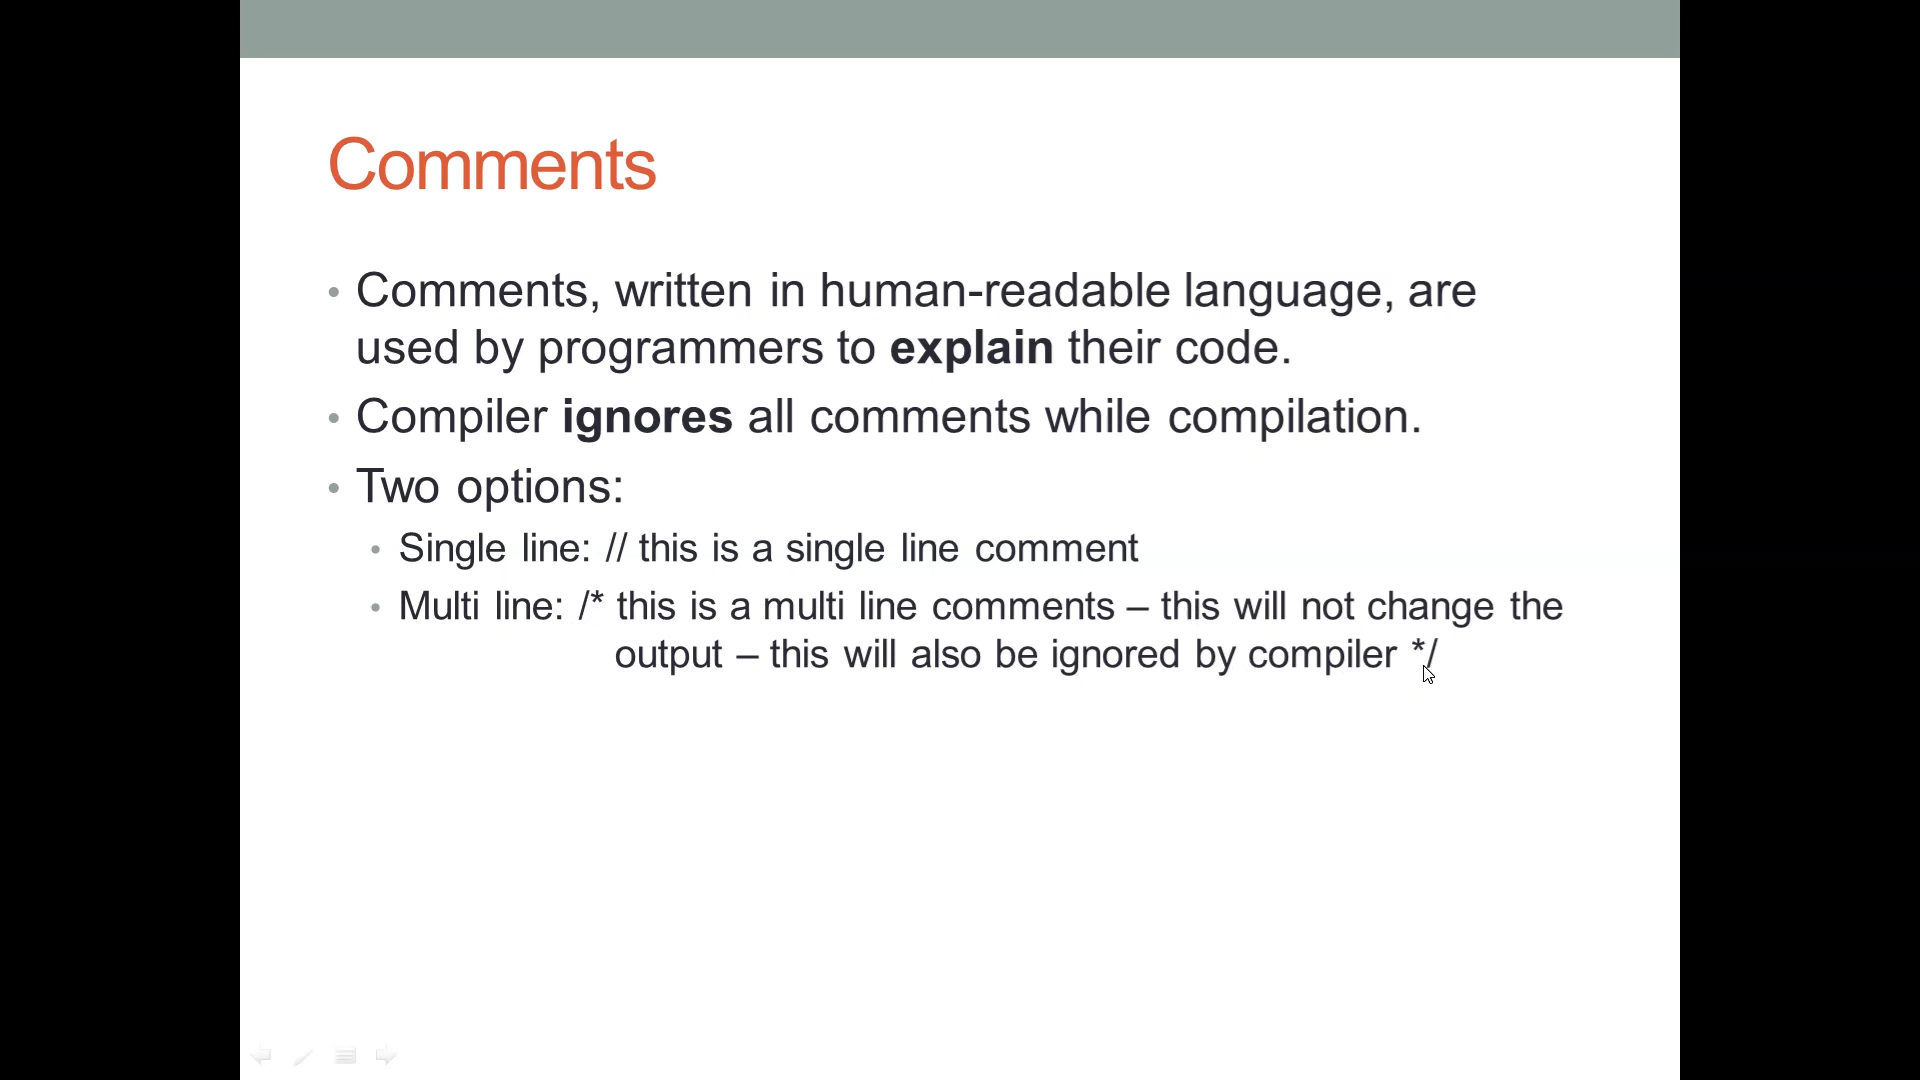 Comments
• Comments, written in human-readable language, are
used by programmers to explain their code.
• Compiler ignores all comments while compilation.
• Two options:
• Single line: // this is a single line comment
• Multi line: /* this is a multi line comments – this will not change the
output – this will also be ignored by compiler */